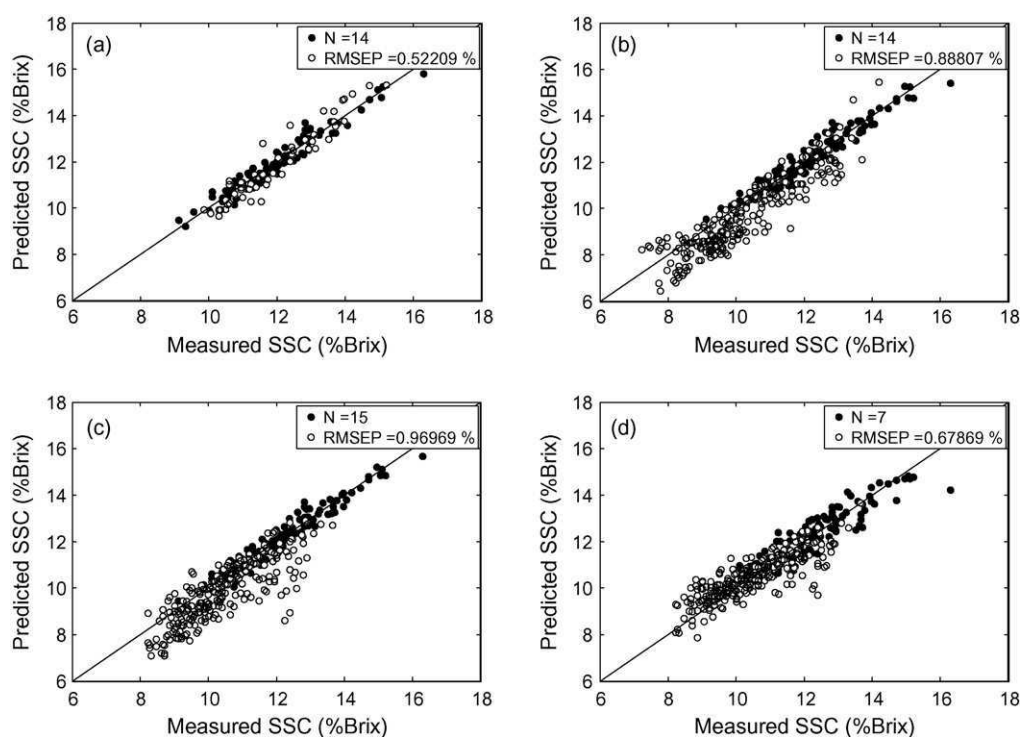 (a)
N =14
RMSEP =0.52209 %
18
16
14
12
10
8
6
6 8 10 12 14 16 18
Predicted SSC (%Brix)
Measured SSC (%Brix)
(b)
N =14
RMSEP =0.88807 %
18
16
14
12
10
8
6
6 8 10 12 14 16 18
Predicted SSC (%Brix)
Measured SSC (%Brix)
(c)
N =15
RMSEP =0.96969 %
18
16
14
12
10
8
6
6 8 10 12 14 16 18
Predicted SSC (%Brix)
Measured SSC (%Brix)
(d)
N =7
RMSEP =0.67869 %
18
16
14
12
10
8
6
6 8 10 12 14 16 18
Predicted SSC (%Brix)
Measured SSC (%Brix)